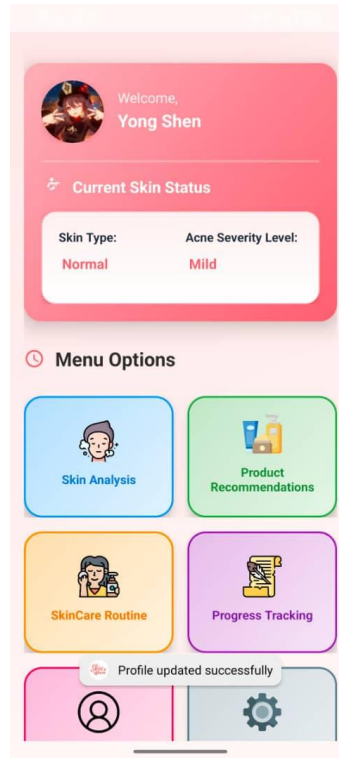 Welcome,
Yong Shen
Current Skin Status
Skin Type:
Acne Severity Level:
Normal
Mild
Menu Options
Skin Analysis
Product
Recommendations
SkinCare Routine
Progress Tracking
Profile updated successfully